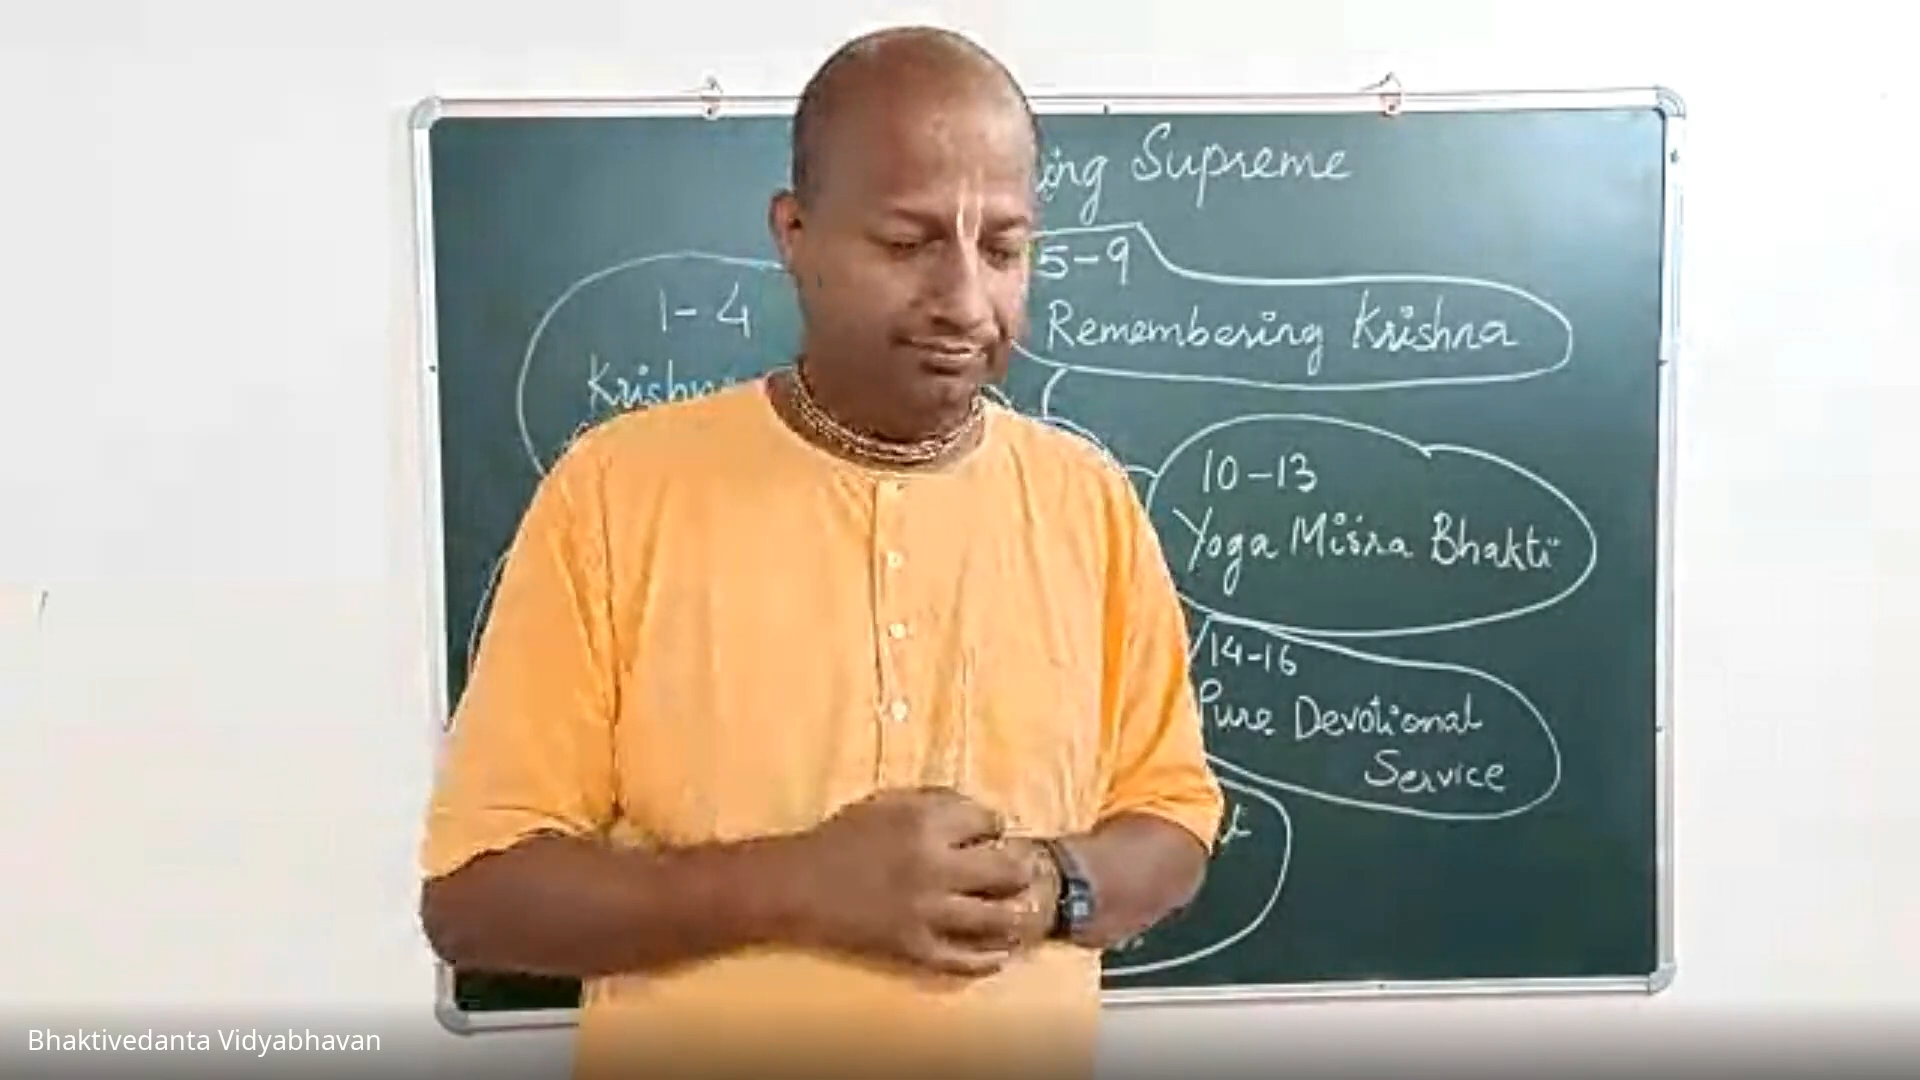 ing Supreme
1-4
5-9
Remembering Krishna
10-13
Yoga Misra Bhakti
14-16
Pure Devotional
Service
Bhaktivedanta Vidyabhavan